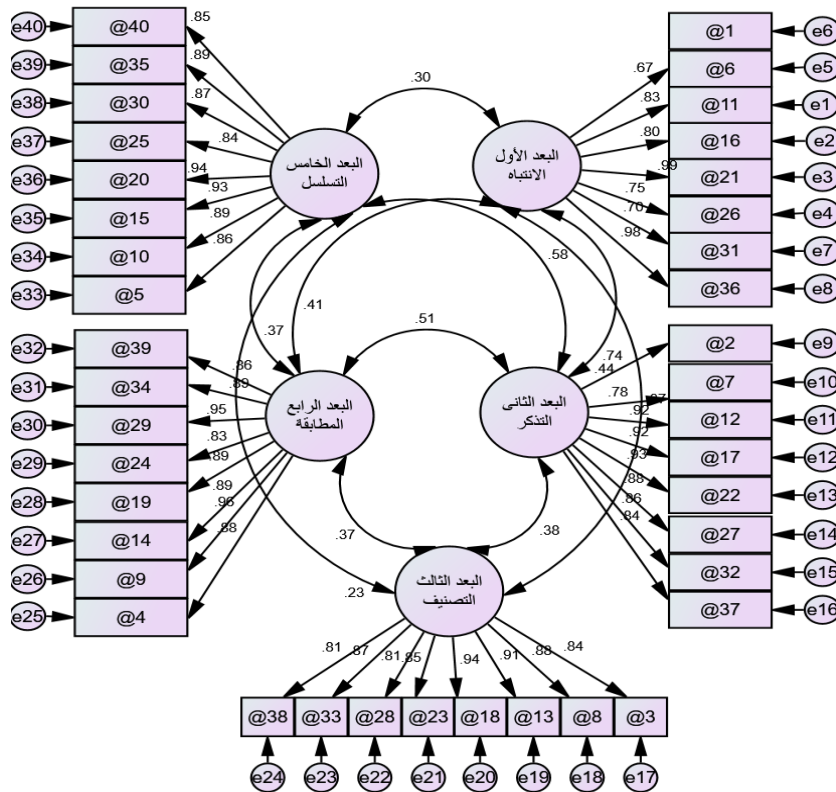 e40 @40 .85
e39 @35 .89
e38 @30 .87
e37 @25 .84
e36 @20 .94
e35 @15 .93
e34 @10 .89
e33 @5 .86
البعد الخامس
التسلسل
.30
البعد الأول
الانتباه
@1 e6
.67 @6 e5
.83 @11 e1
.80 @16 e2
.99 @21 e3
.75 @26 e4
.70 @31 e7
.98 @36 e8
.58
.41
.37
.51
.44
e32 @39 .86
e31 @34 .89
e30 @29 .95
e29 @24 .83
e28 @19 .89
e27 @14 .89
e26 @9 .96
e25 @4 .88
البعد الرابع
المطابقة
البعد الثانى
التذكر
.74 @2 e9
.78 @7 e10
.92 @12 e11
.92 @17 e12
.93 @22 e13
.88 @27 e14
.86 @32 e15
.84 @37 e16
.37
.38
.23
البعد الثالث
التصنيف
.81 .87 .81 .85 .94 .91 .88 .84
@38 @33 @28 @23 @18 @13 @8 @3
e24 e23 e22 e21 e20 e19 e18 e17